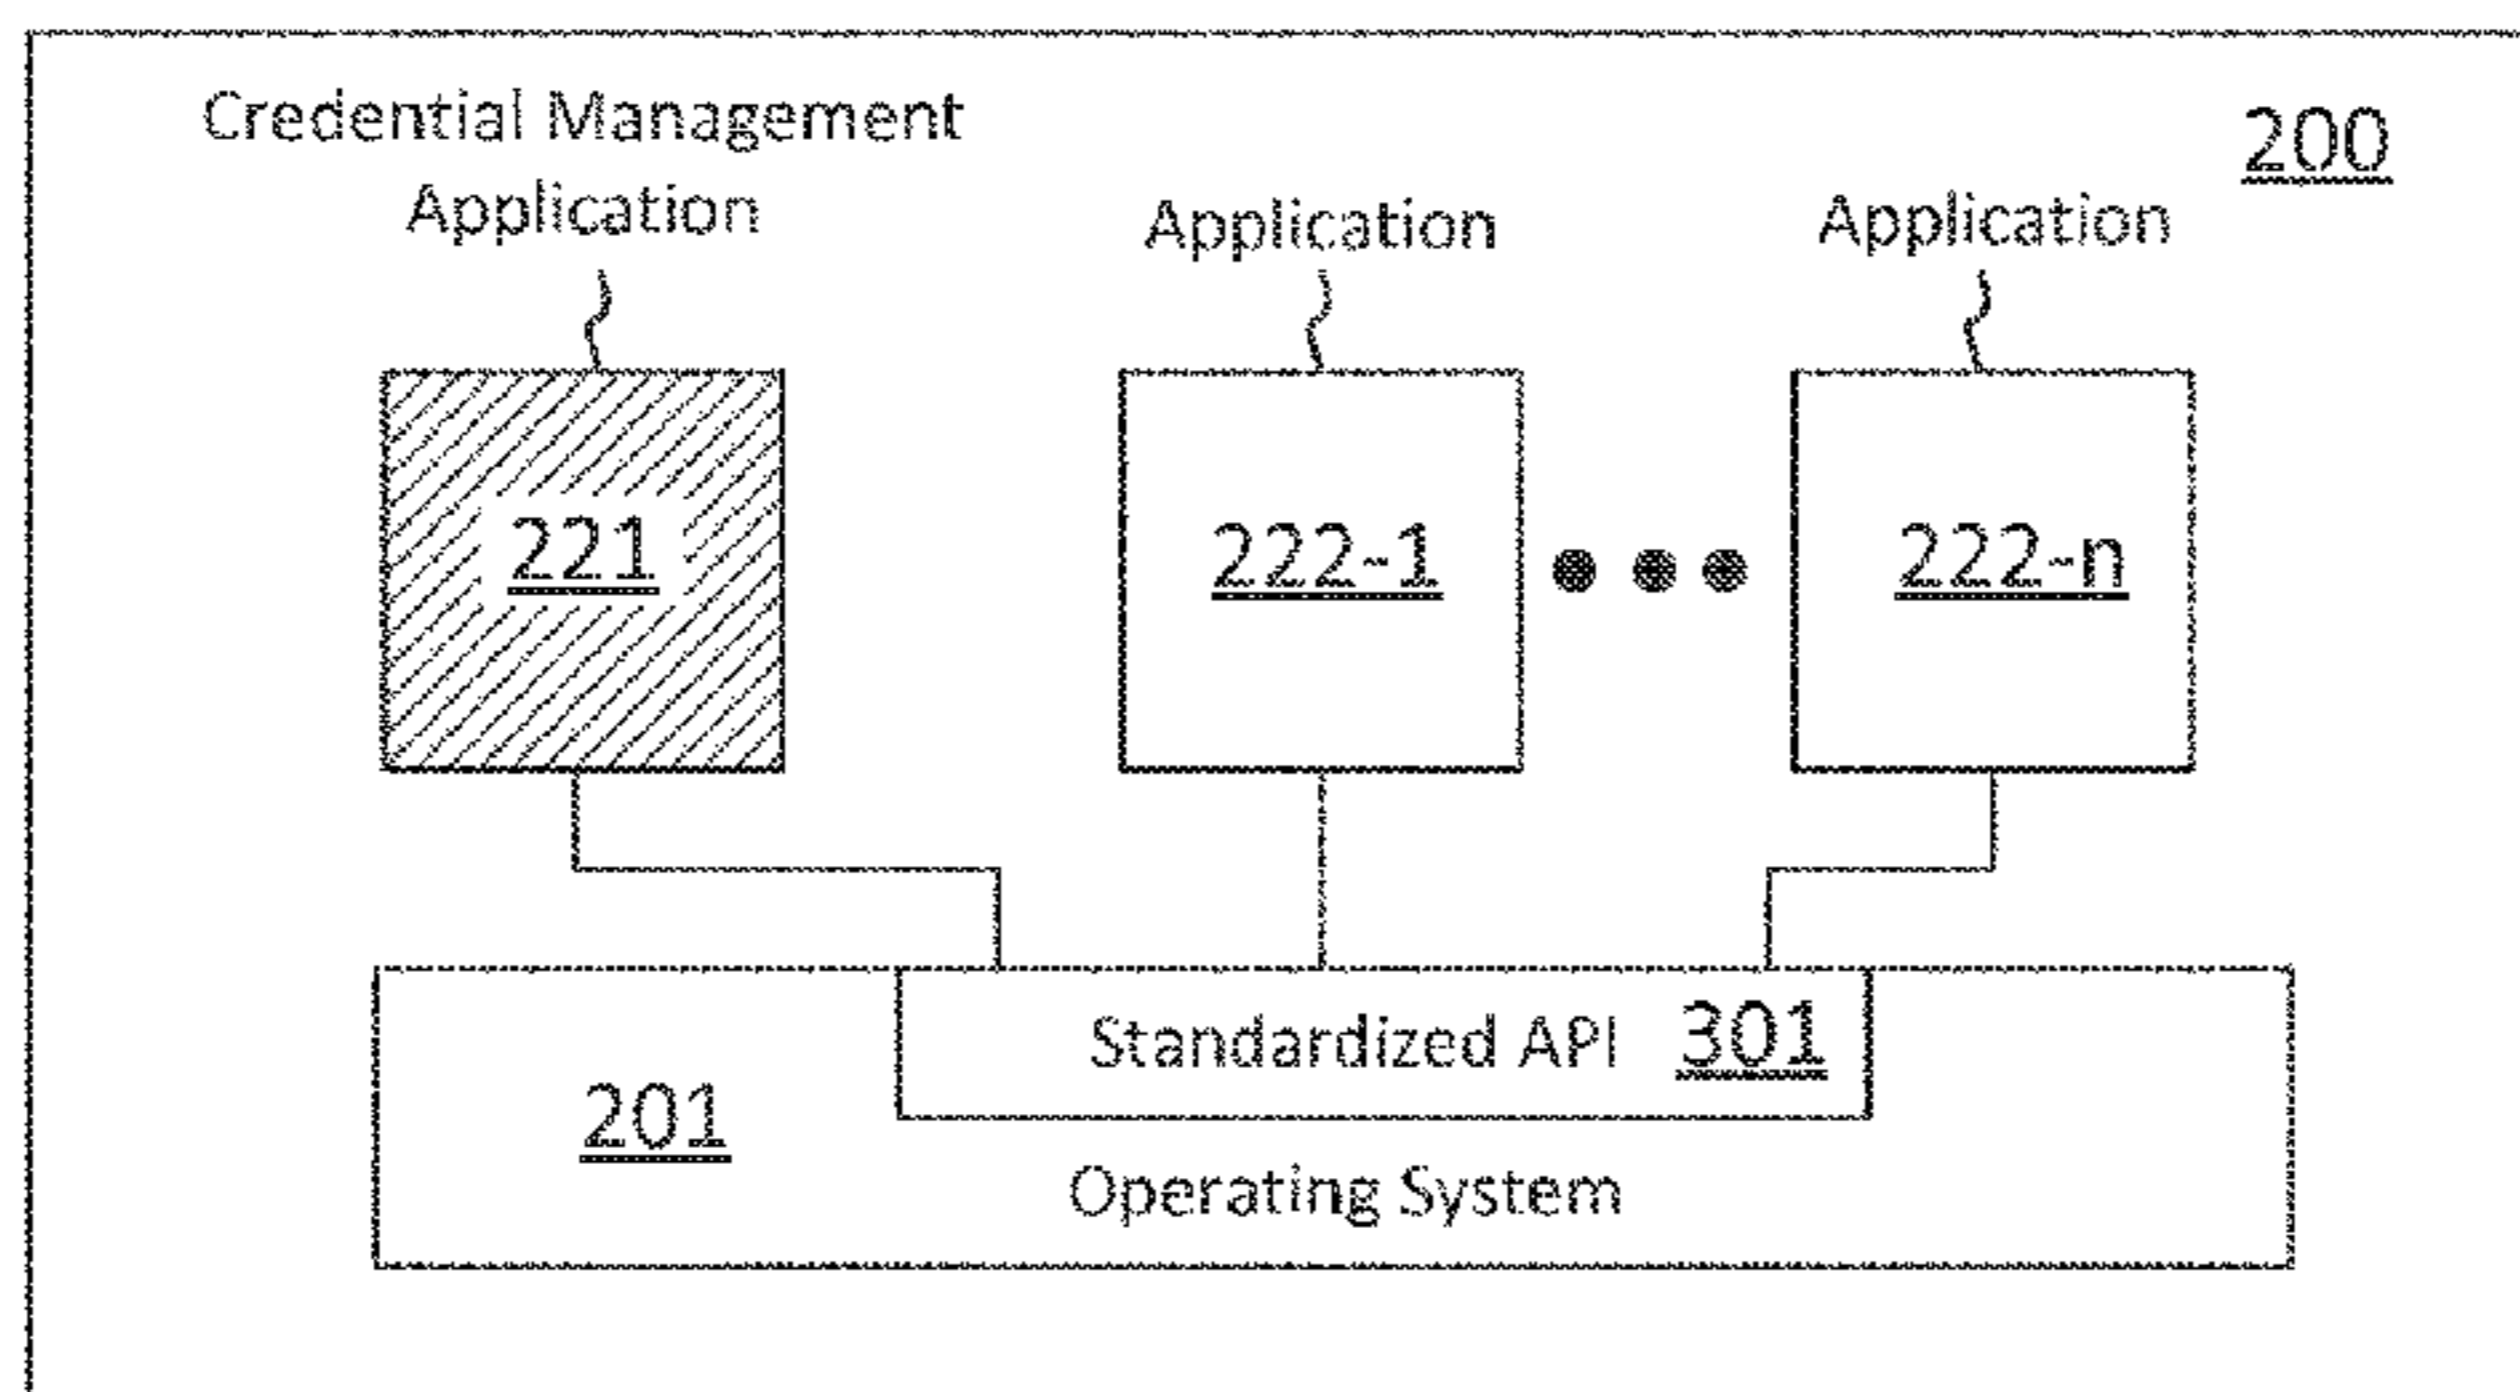 Credential Management
Application
200
Application
Application
221
222-1
222-n
Standardized API 301
201
Operating System